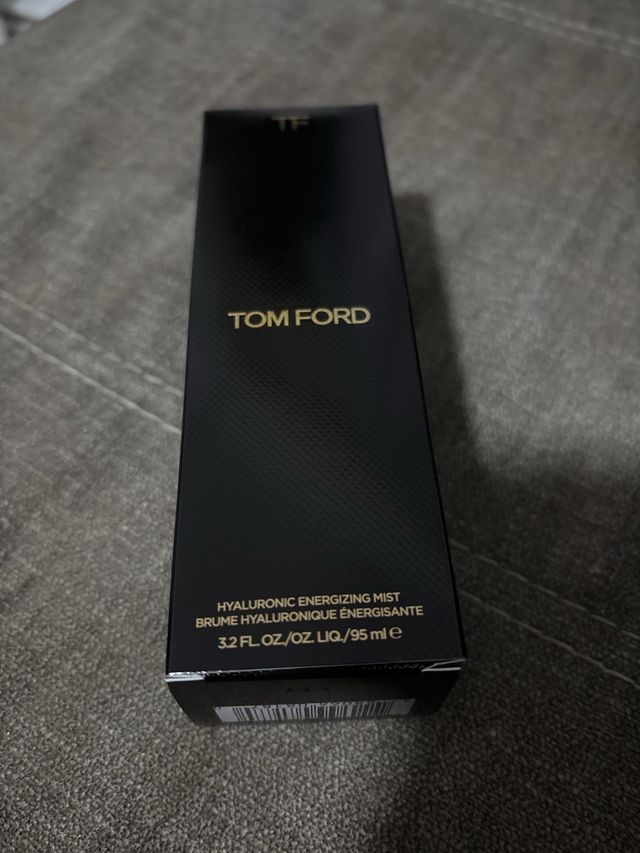 TF
TOM FORD
HYALURONIC ENERGIZING MIST
BRUME HYALURONIQUE ÉNERGISANTE
3.2 FL. OZ./OZ. LIQ./95 ml ℮